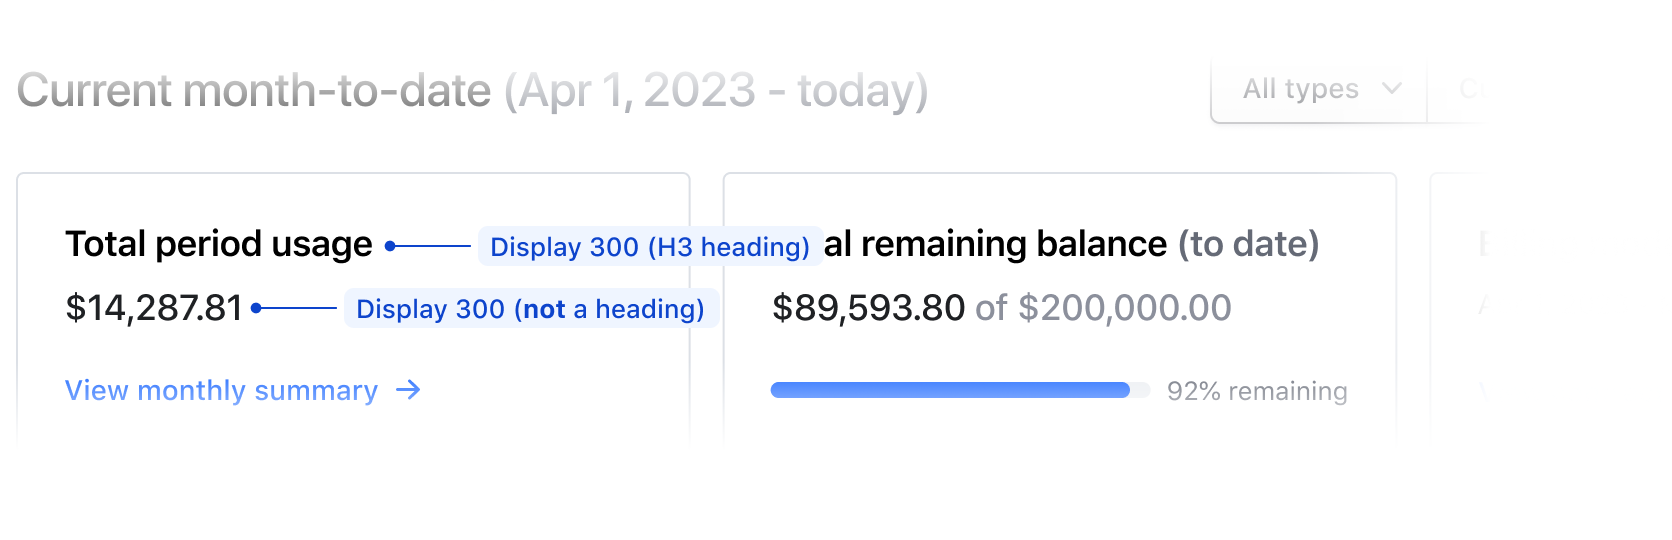 Current month-to-date (Apr 1, 2023 - today)
All types
Total period usage
Display 300 (H3 heading)
$14,287.81
Display 300 (not a heading)
View monthly summary →
al remaining balance (to date)
$89,593.80 of $200,000.00
92% remaining